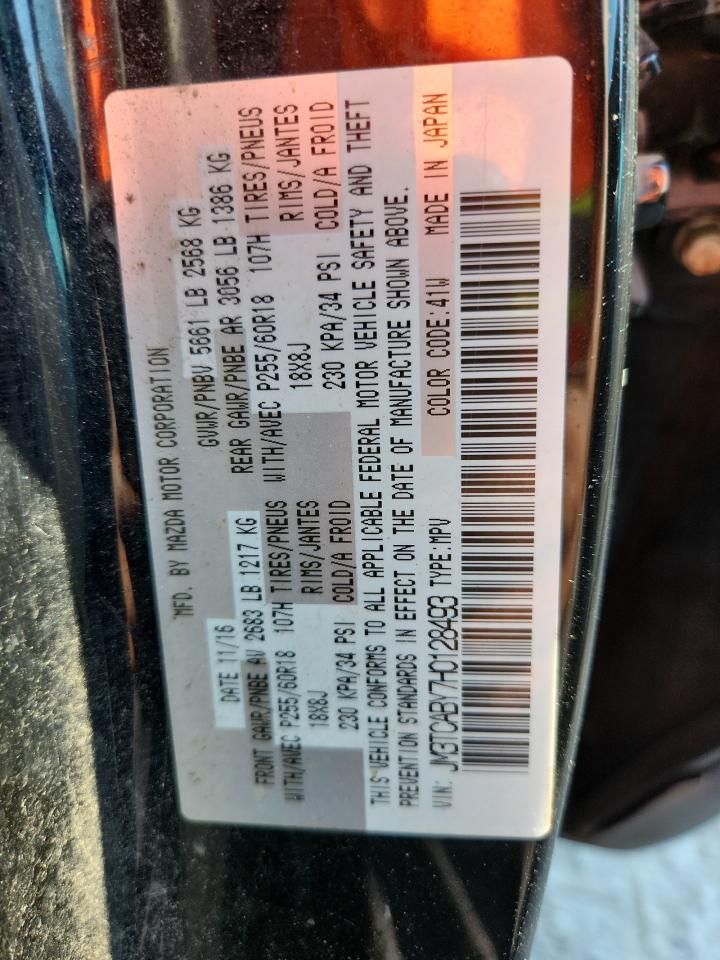 MFD. BY MAZDA MOTOR CORPORATION
DATE 11/16 GVWR/PNBV 5661 LB 2568 KG
FRONT GAWR/PNBE AV 2683 LB 1217 KG REAR GAWR/PNBE AR 3056 LB 1386 KG
WITH/AVEC P255/60R18 107H TIRES/PNEUS WITH/AVEC P255/60R18 107H TIRES/PNEUS
18X8J RIMS/JANTES 18X8J RIMS/JANTES
230 KPA/34 PSI COLD/A FROID 230 KPA/34 PSI COLD/A FROID
THIS VEHICLE CONFORMS TO ALL APPLICABLE FEDERAL MOTOR VEHICLE SAFETY AND THEFT
PREVENTION STANDARDS IN EFFECT ON THE DATE OF MANUFACTURE SHOWN ABOVE.
VIN: JM3TCABY7H0128493 TYPE:MPV COLOR CODE:41W MADE IN JAPAN